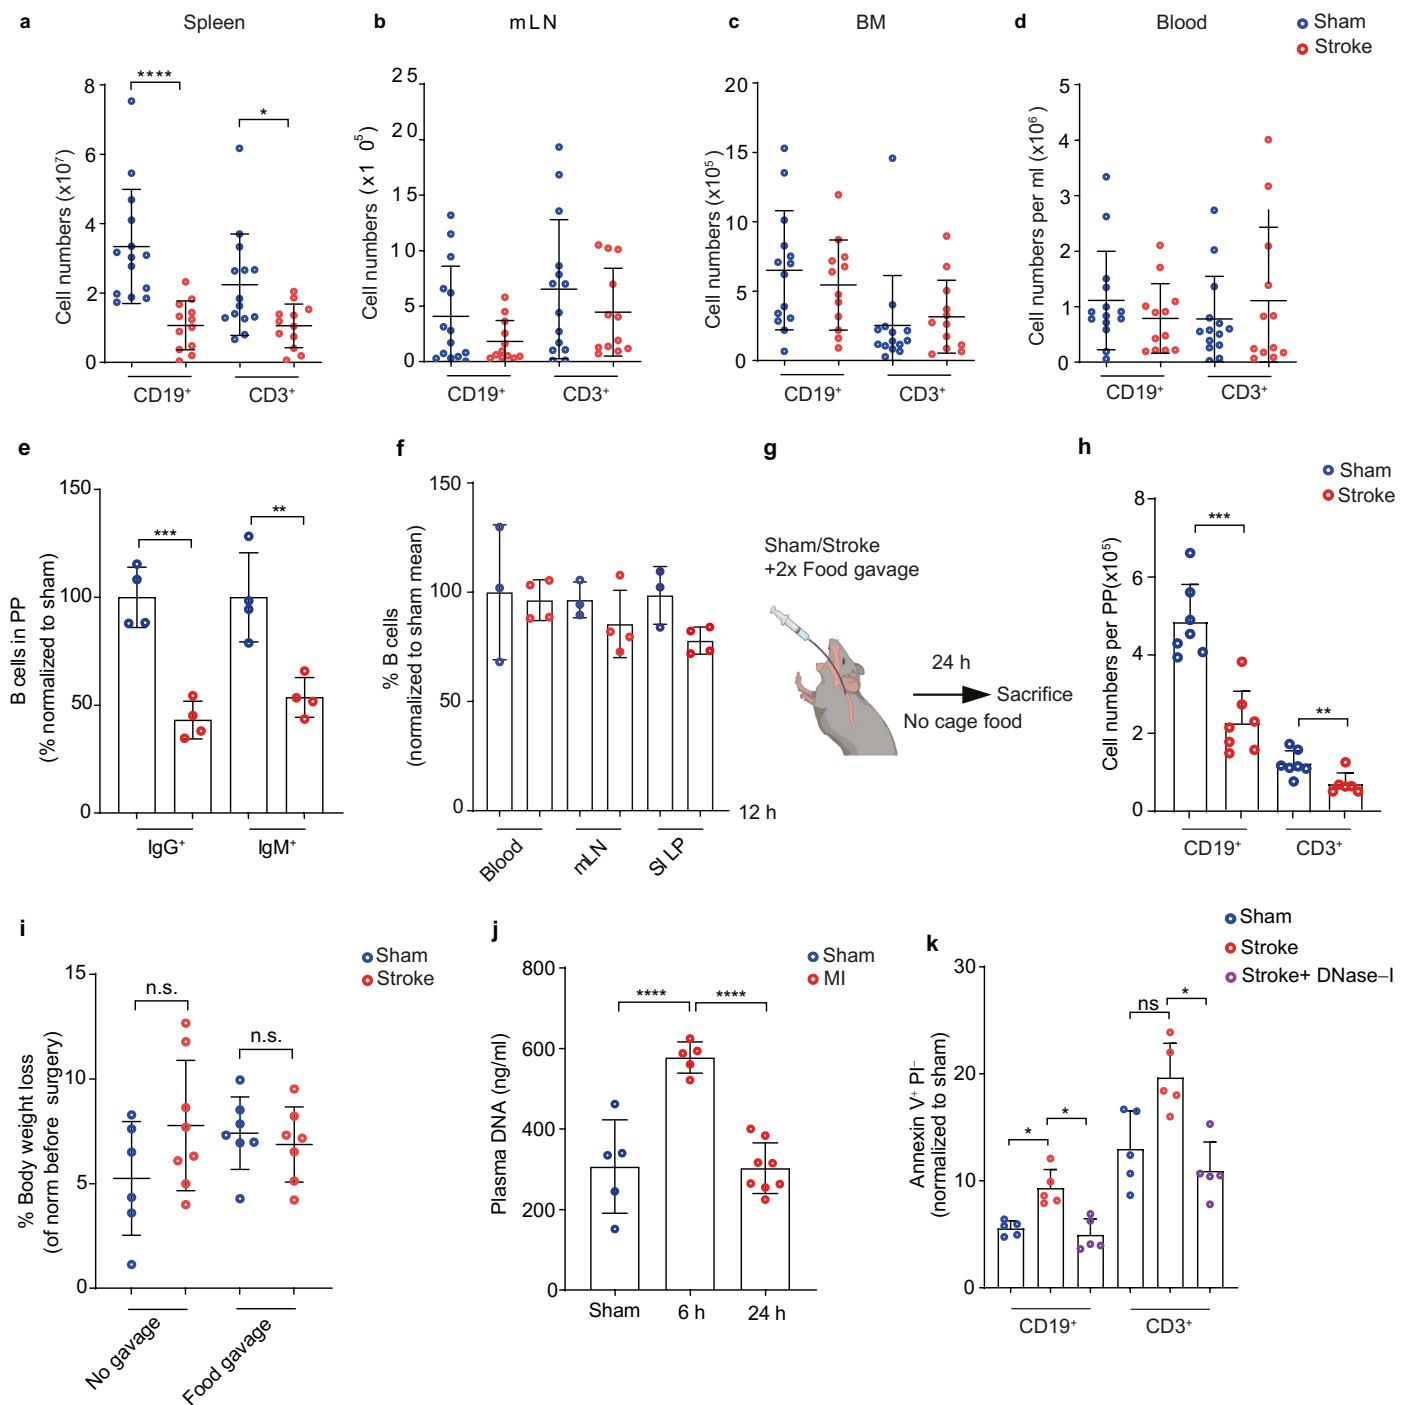 a Spleen b mLN c BM d Blood
Sham
Stroke
Cell numbers (x10⁷)
8
6
4
2
0
****
*
CD19⁺ CD3⁺
Cell numbers (x1 0⁵)
2 5
20
15
10
5
0
CD19⁺ CD3⁺
Cell numbers (x10⁵)
20
15
10
5
0
CD19⁺ CD3⁺
Cell numbers per ml (x10⁶)
5
4
3
2
1
0
CD19⁺ CD3⁺
e
B cells in PP
(% normalized to sham)
150
100
50
0
***
**
IgG⁺ IgM⁺
f
% B cells
(normalized to sham mean)
150
100
50
0
Blood mLN SI LP
12 h
g
Sham/Stroke
+2x Food gavage
24 h
Sacrifice
No cage food
h
Sham
Stroke
Cell numbers per PP(x10⁵)
8
6
4
2
0
***
**
CD19⁺ CD3⁺
i
Sham
Stroke
% Body weight loss
(of norm before surgery)
15
10
5
0
n.s.
n.s.
No gavage Food gavage
j
Sham
MI
Plasma DNA (ng/ml)
800
600
400
200
0
**** ****
Sham 6 h 24 h
k
Sham
Stroke
Stroke+ DNase–I
Annexin V⁺ PI⁻
(normalized to sham)
30
20
10
0
* *
ns *
CD19⁺ CD3⁺